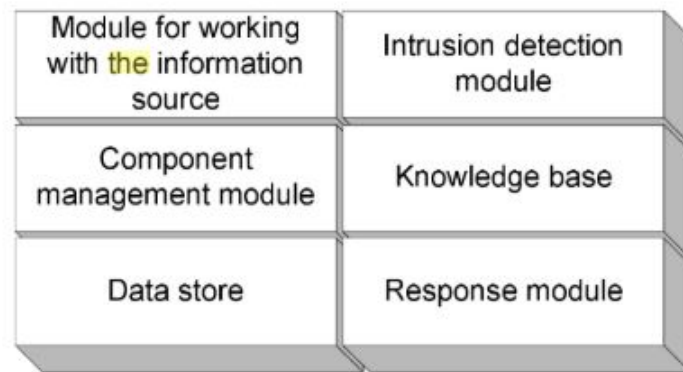 Module for working
with the information
source
Intrusion detection
module
Component
management module
Knowledge base
Data store
Response module